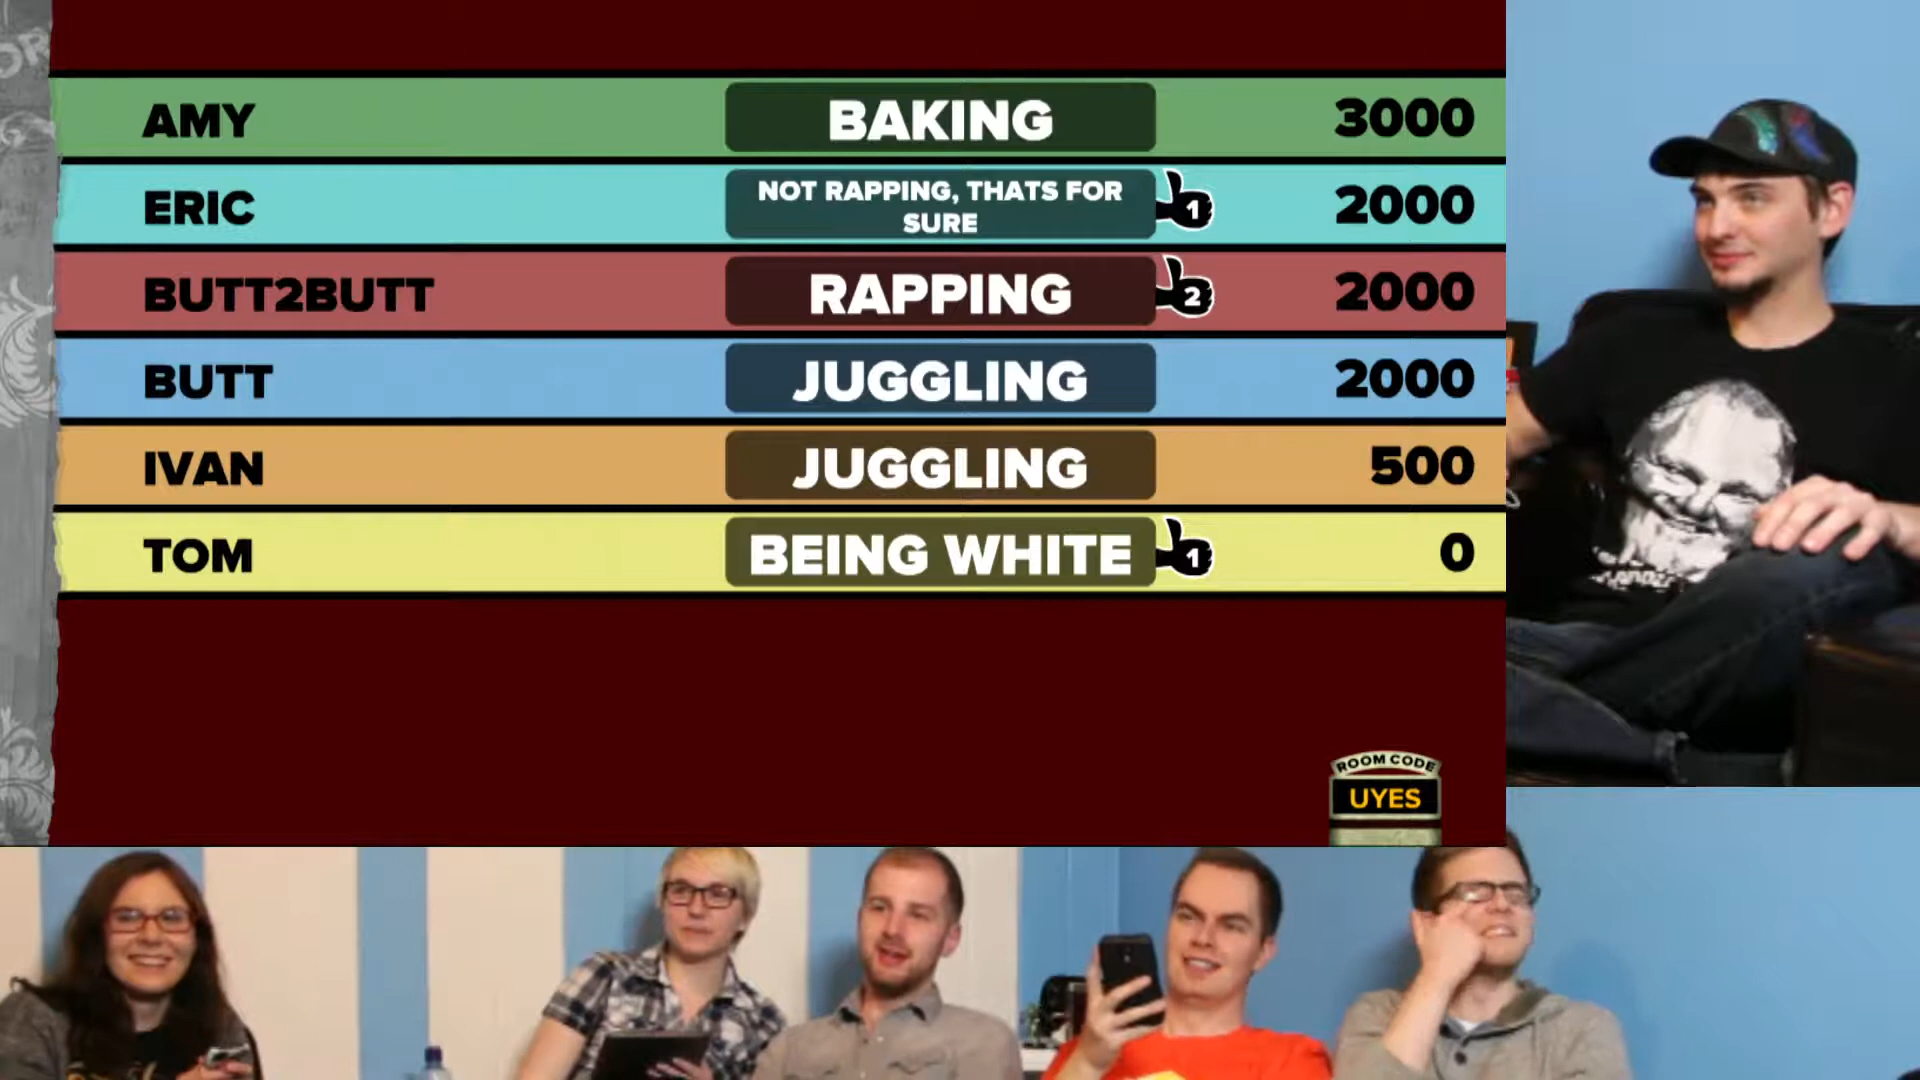 AMY BAKING 3000
ERIC NOT RAPPING, THATS FOR
SURE 1 2000
BUTT2BUTT RAPPING 2 2000
BUTT JUGGLING 2000
IVAN JUGGLING 500
TOM BEING WHITE 1 0
ROOM CODE
UYES